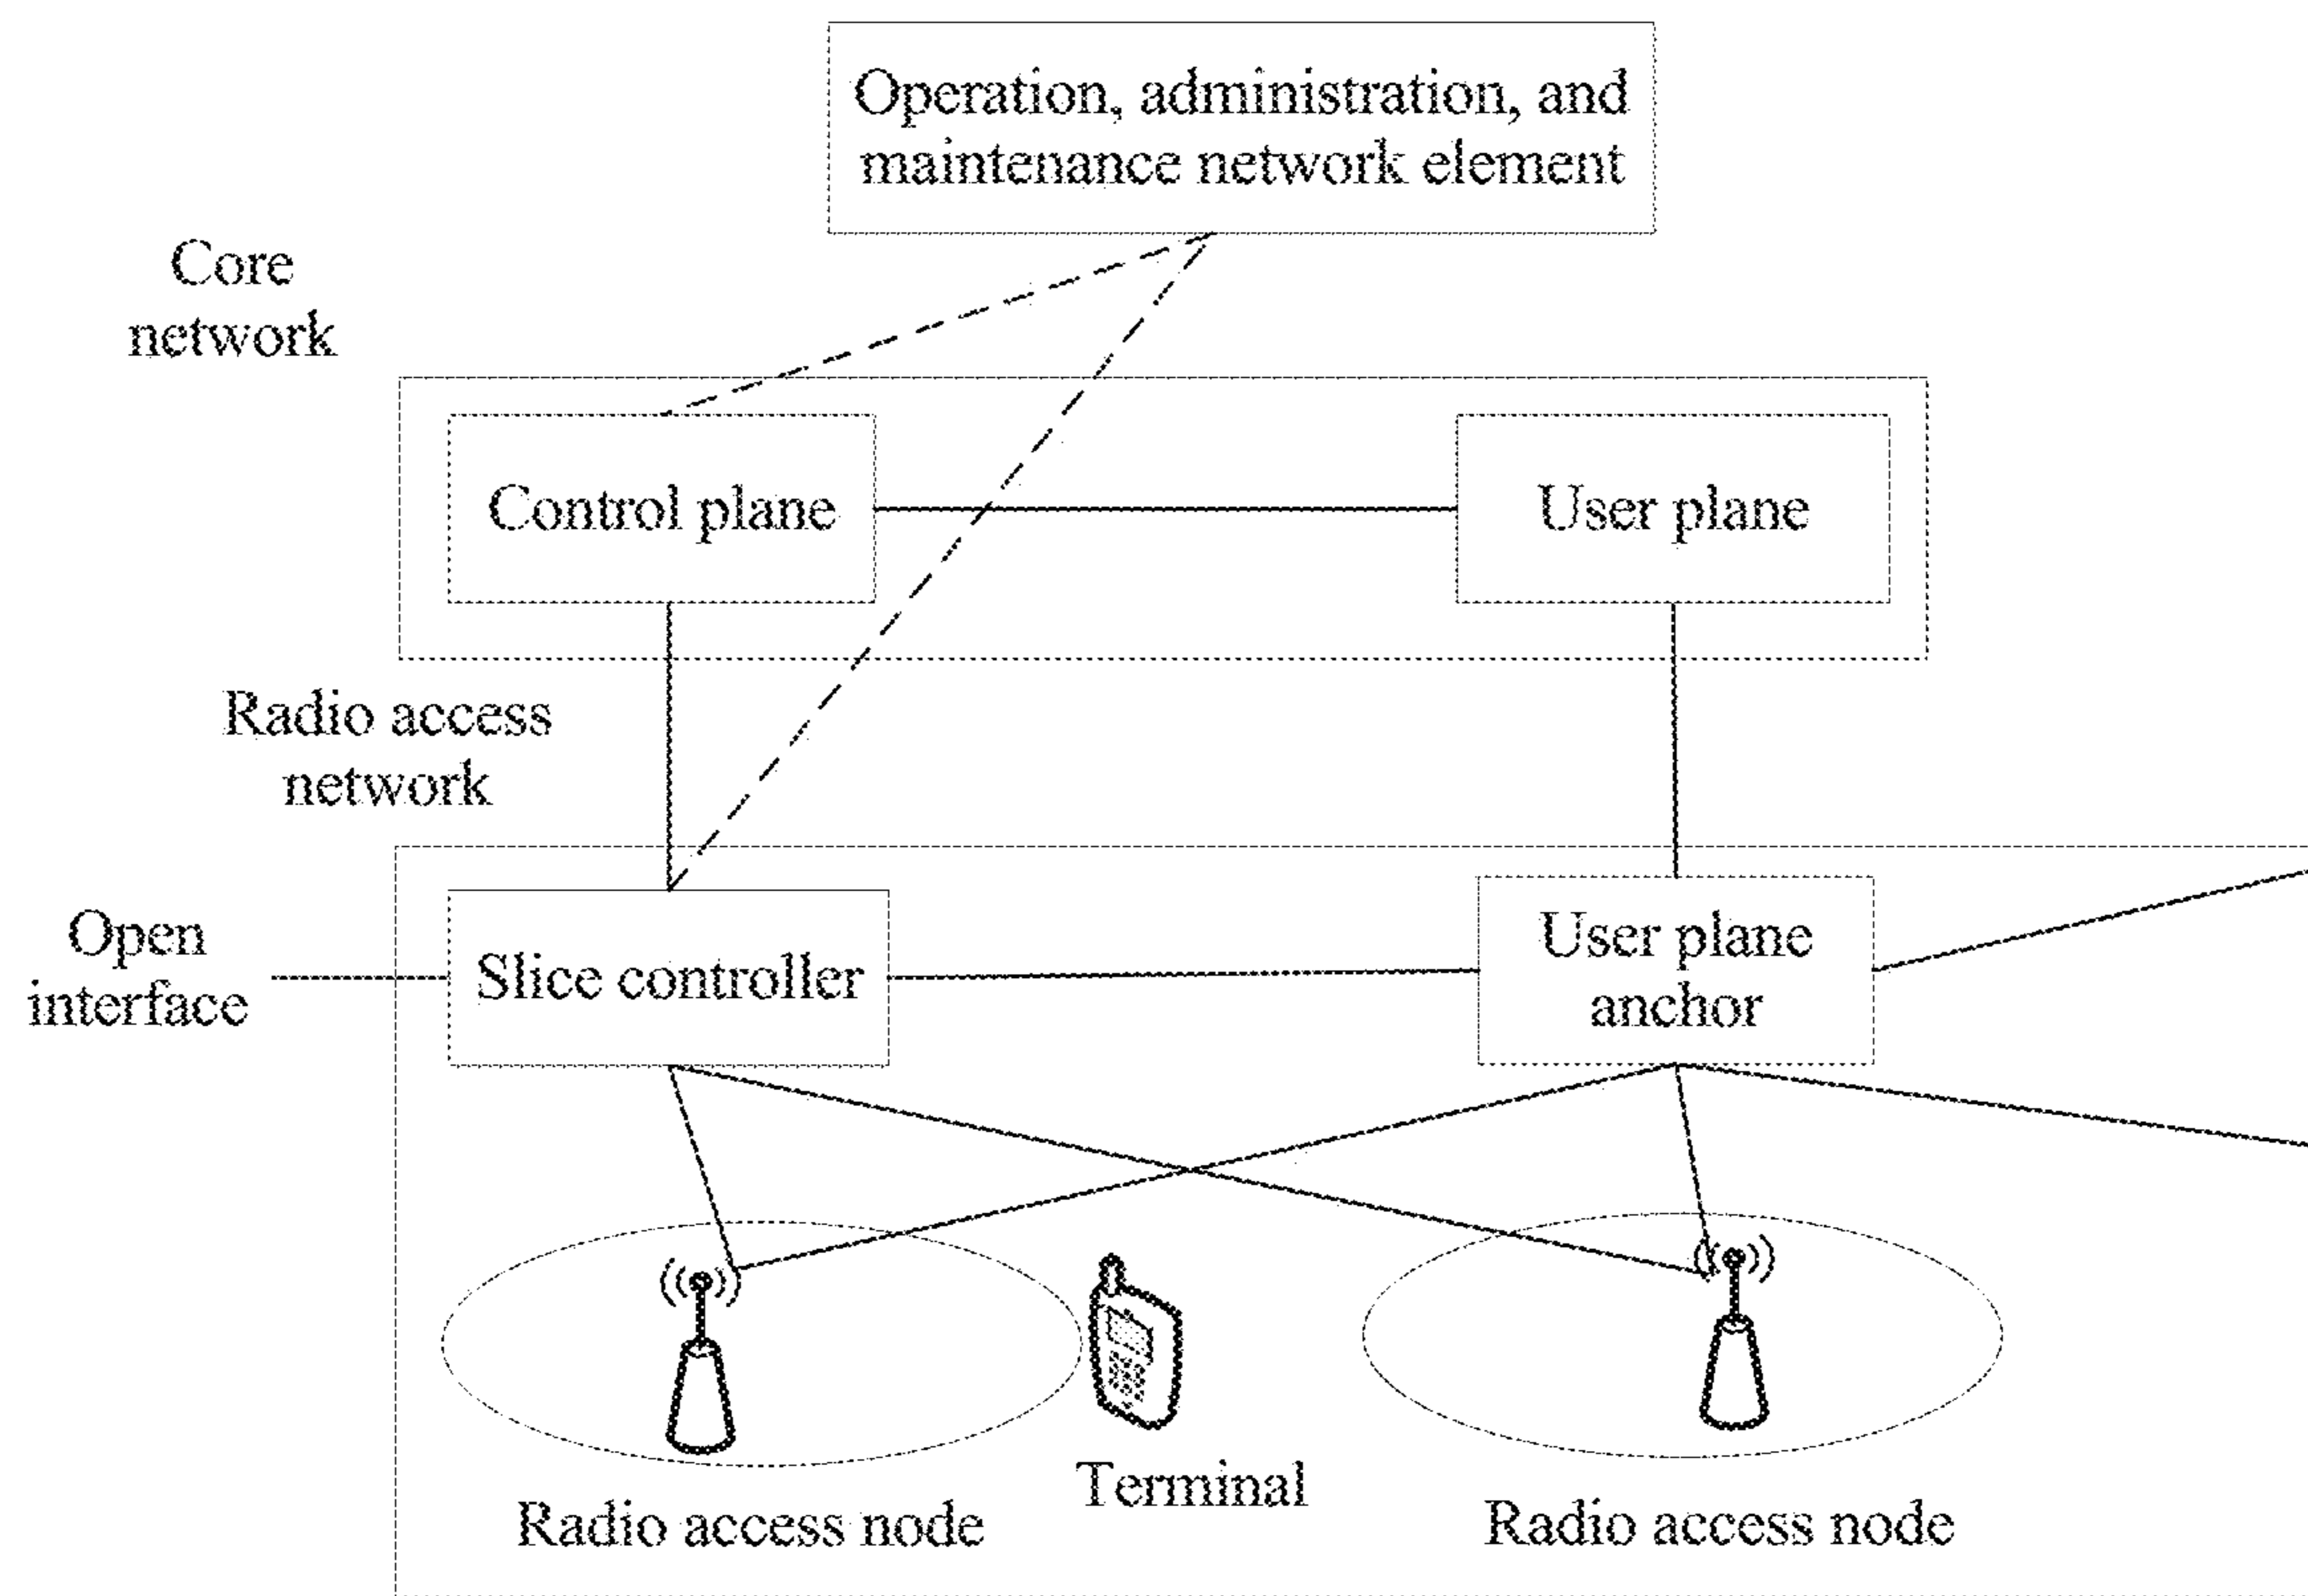 Operation, administration, and
maintenance network element
Core
network
Control plane
User plane
Radio access
network
Open
interface
Slice controller
User plane
anchor
Terminal
Radio access node
Radio access node